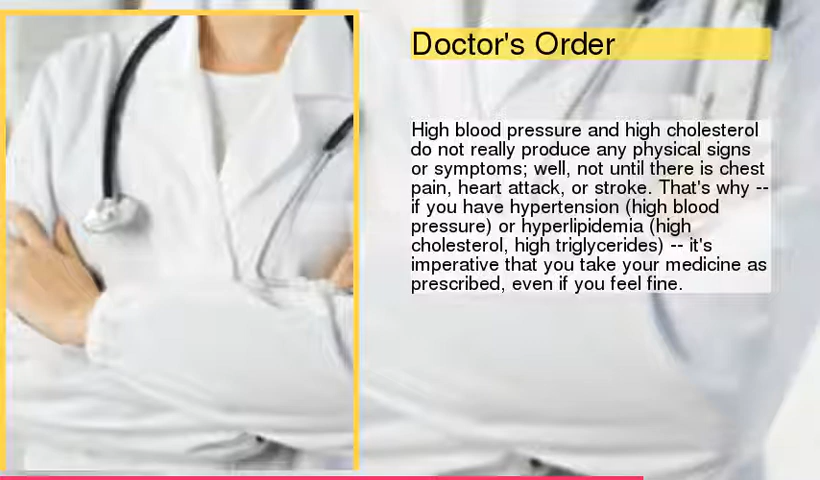 Doctor's Order
High blood pressure and high cholesterol
do not really produce any physical signs
or symptoms; well, not until there is chest
pain, heart attack, or stroke. That's why --
if you have hypertension (high blood
pressure) or hyperlipidemia (high
cholesterol, high triglycerides) -- it's
imperative that you take your medicine as
prescribed, even if you feel fine.